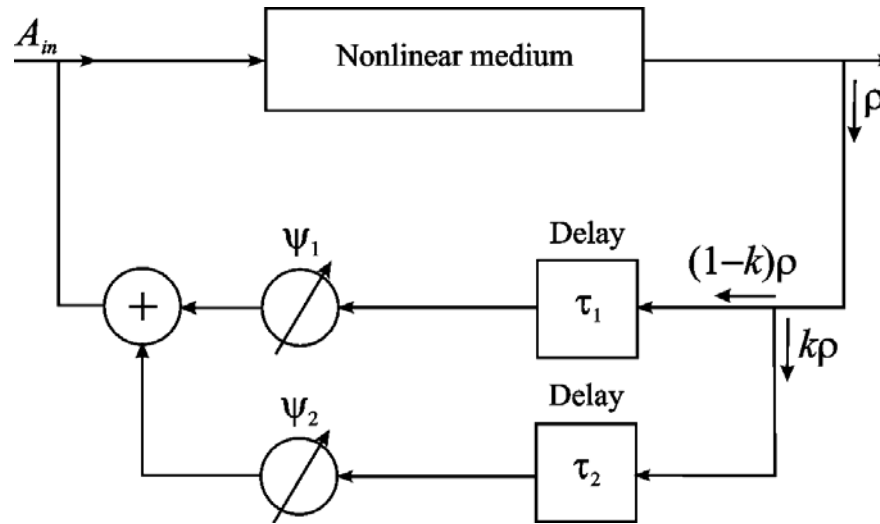 A_in
Nonlinear medium
ρ
ψ₁
Delay
τ₁
(1−k)ρ
+
kρ
ψ₂
Delay
τ₂